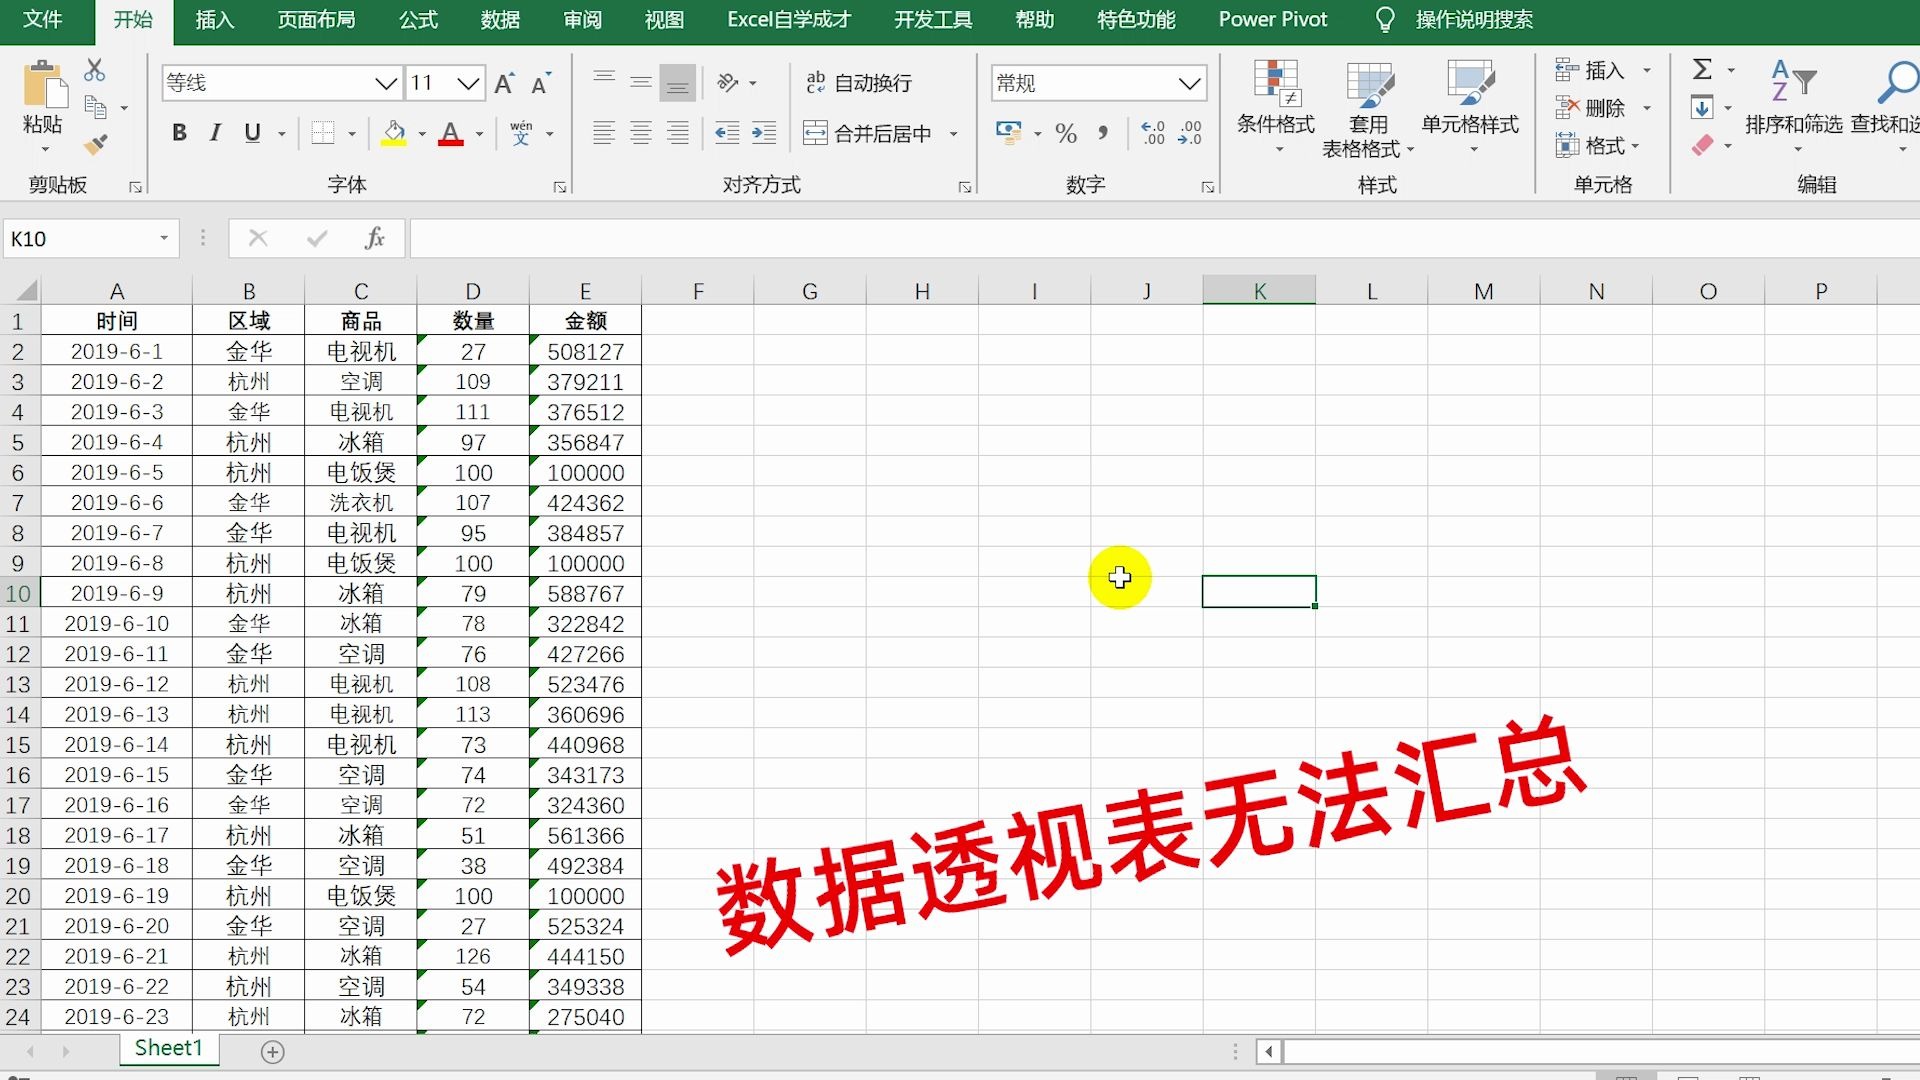 文件 开始 插入 页面布局 公式 数据 审阅 视图 Excel自学成才 开发工具 帮助 特色功能 Power Pivot 操作说明搜索
等线 11 A A ab 自动换行 常规 插入 Σ
粘贴 B I U A wén 文 合并后居中 % 条件格式 套用 表格格式 单元格样式 删除 格式 排序和筛选 查找和
剪贴板 字体 对齐方式 数字 样式 单元格 编辑
K10 fx
A B C D E F G H I J K L M N O P
1 时间 区域 商品 数量 金额
2 2019-6-1 金华 电视机 27 508127
3 2019-6-2 杭州 空调 109 379211
4 2019-6-3 金华 电视机 111 376512
5 2019-6-4 杭州 冰箱 97 356847
6 2019-6-5 杭州 电饭煲 100 100000
7 2019-6-6 金华 洗衣机 107 424362
8 2019-6-7 金华 电视机 95 384857
9 2019-6-8 杭州 电饭煲 100 100000
10 2019-6-9 杭州 冰箱 79 588767
11 2019-6-10 金华 冰箱 78 322842
12 2019-6-11 金华 空调 76 427266
13 2019-6-12 杭州 电视机 108 523476
14 2019-6-13 杭州 电视机 113 360696
15 2019-6-14 杭州 电视机 73 440968
16 2019-6-15 金华 空调 74 343173
17 2019-6-16 金华 空调 72 324360
18 2019-6-17 杭州 冰箱 51 561366
19 2019-6-18 金华 空调 38 492384
20 2019-6-19 杭州 电饭煲 100 100000
21 2019-6-20 金华 空调 27 525324
22 2019-6-21 杭州 冰箱 126 444150
23 2019-6-22 杭州 空调 54 349338
24 2019-6-23 杭州 冰箱 72 275040
数据透视表无法汇总
Sheet1